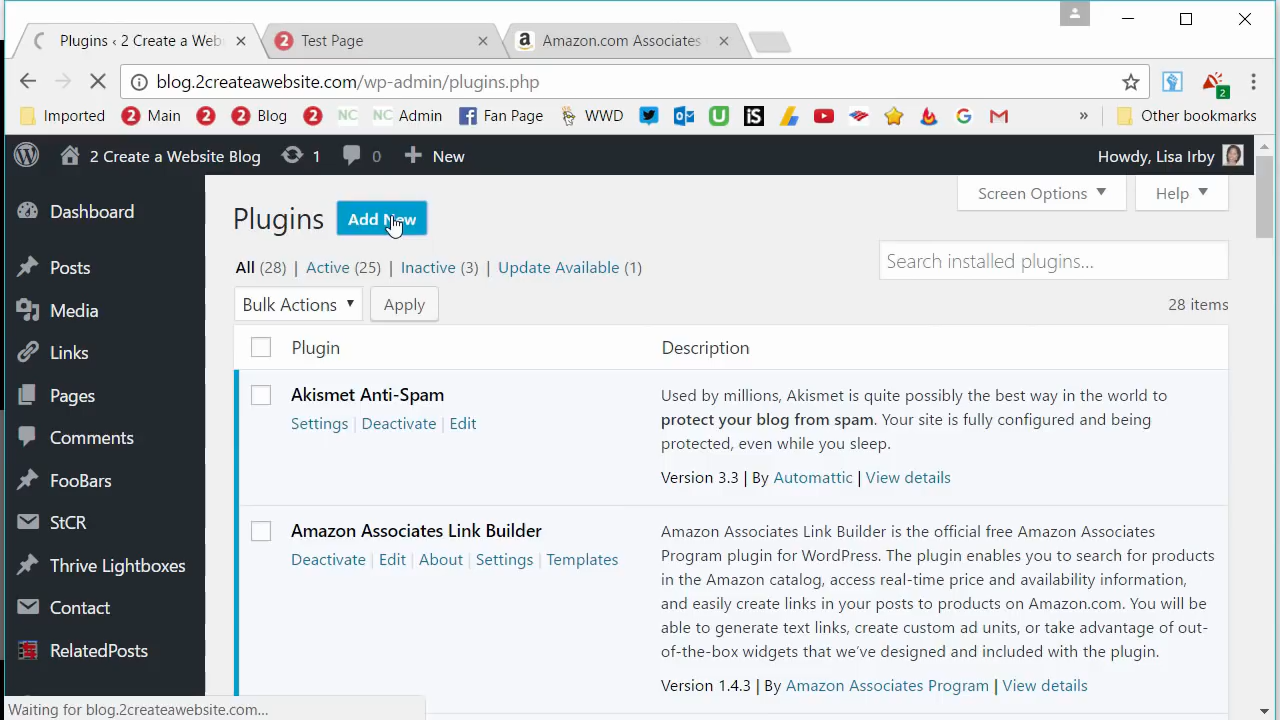 Plugins ‹ 2 Create a Web
Test Page
Amazon.com Associates
blog.2createawebsite.com/wp-admin/plugins.php
Imported
2 Main
2
2 Blog
2
NC
NC Admin
Fan Page
WWD
iS
»
Other bookmarks
2
2 Create a Website Blog
1
0
New
Howdy, Lisa Irby
Dashboard
Posts
Media
Links
Pages
Comments
FooBars
StCR
Thrive Lightboxes
Contact
RelatedPosts
Screen Options
Help
Plugins
Add New
All (28) | Active (25) | Inactive (3) | Update Available (1)
Search installed plugins...
Bulk Actions
Apply
28 items
Plugin
Description
Akismet Anti-Spam
Settings | Deactivate | Edit
Used by millions, Akismet is quite possibly the best way in the world to
protect your blog from spam. Your site is fully configured and being
protected, even while you sleep.
Version 3.3 | By Automattic | View details
Amazon Associates Link Builder
Deactivate | Edit | About | Settings | Templates
Amazon Associates Link Builder is the official free Amazon Associates
Program plugin for WordPress. The plugin enables you to search for products
in the Amazon catalog, access real-time price and availability information,
and easily create links in your posts to products on Amazon.com. You will be
able to generate text links, create custom ad units, or take advantage of out-
of-the-box widgets that we've designed and included with the plugin.
Version 1.4.3 | By Amazon Associates Program | View details
Waiting for blog.2createawebsite.com...